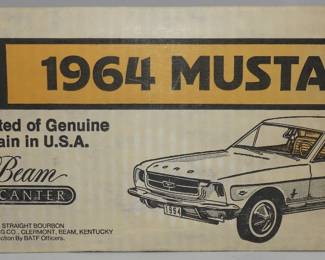 1964 MUSTA
ted of Genuine
ain in U.S.A.
Beam
CANTER
STRAIGHT BOURBON
G CO., CLERMONT, BEAM, KENTUCKY
ction By BATF Officers.
FORD
1964